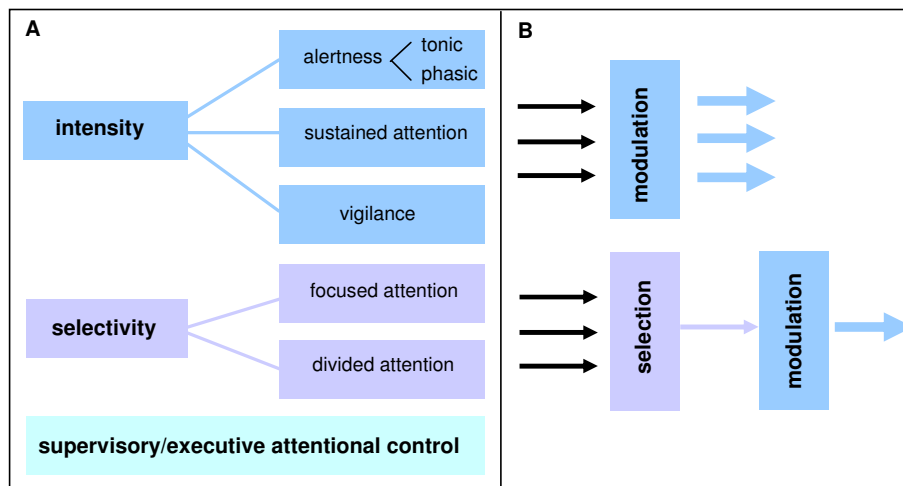 A
intensity
alertness
tonic
phasic
sustained attention
vigilance
selectivity
focused attention
divided attention
supervisory/executive attentional control
B
modulation
selection
modulation